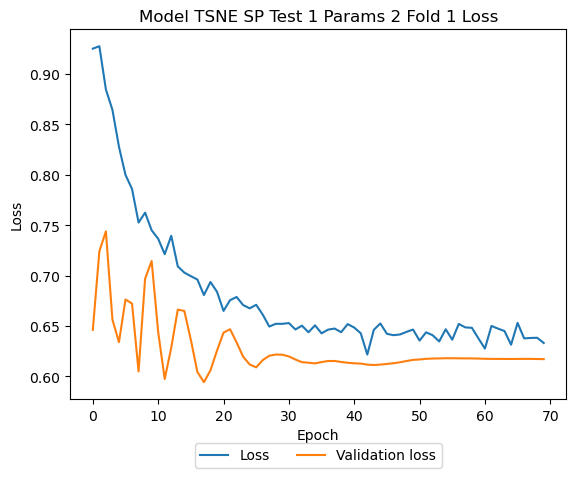 Model TSNE SP Test 1 Params 2 Fold 1 Loss
0.90
0.85
0.80
0.75
0.70
0.65
0.60
Loss
0 10 20 30 40 50 60 70
Epoch
Loss Validation loss